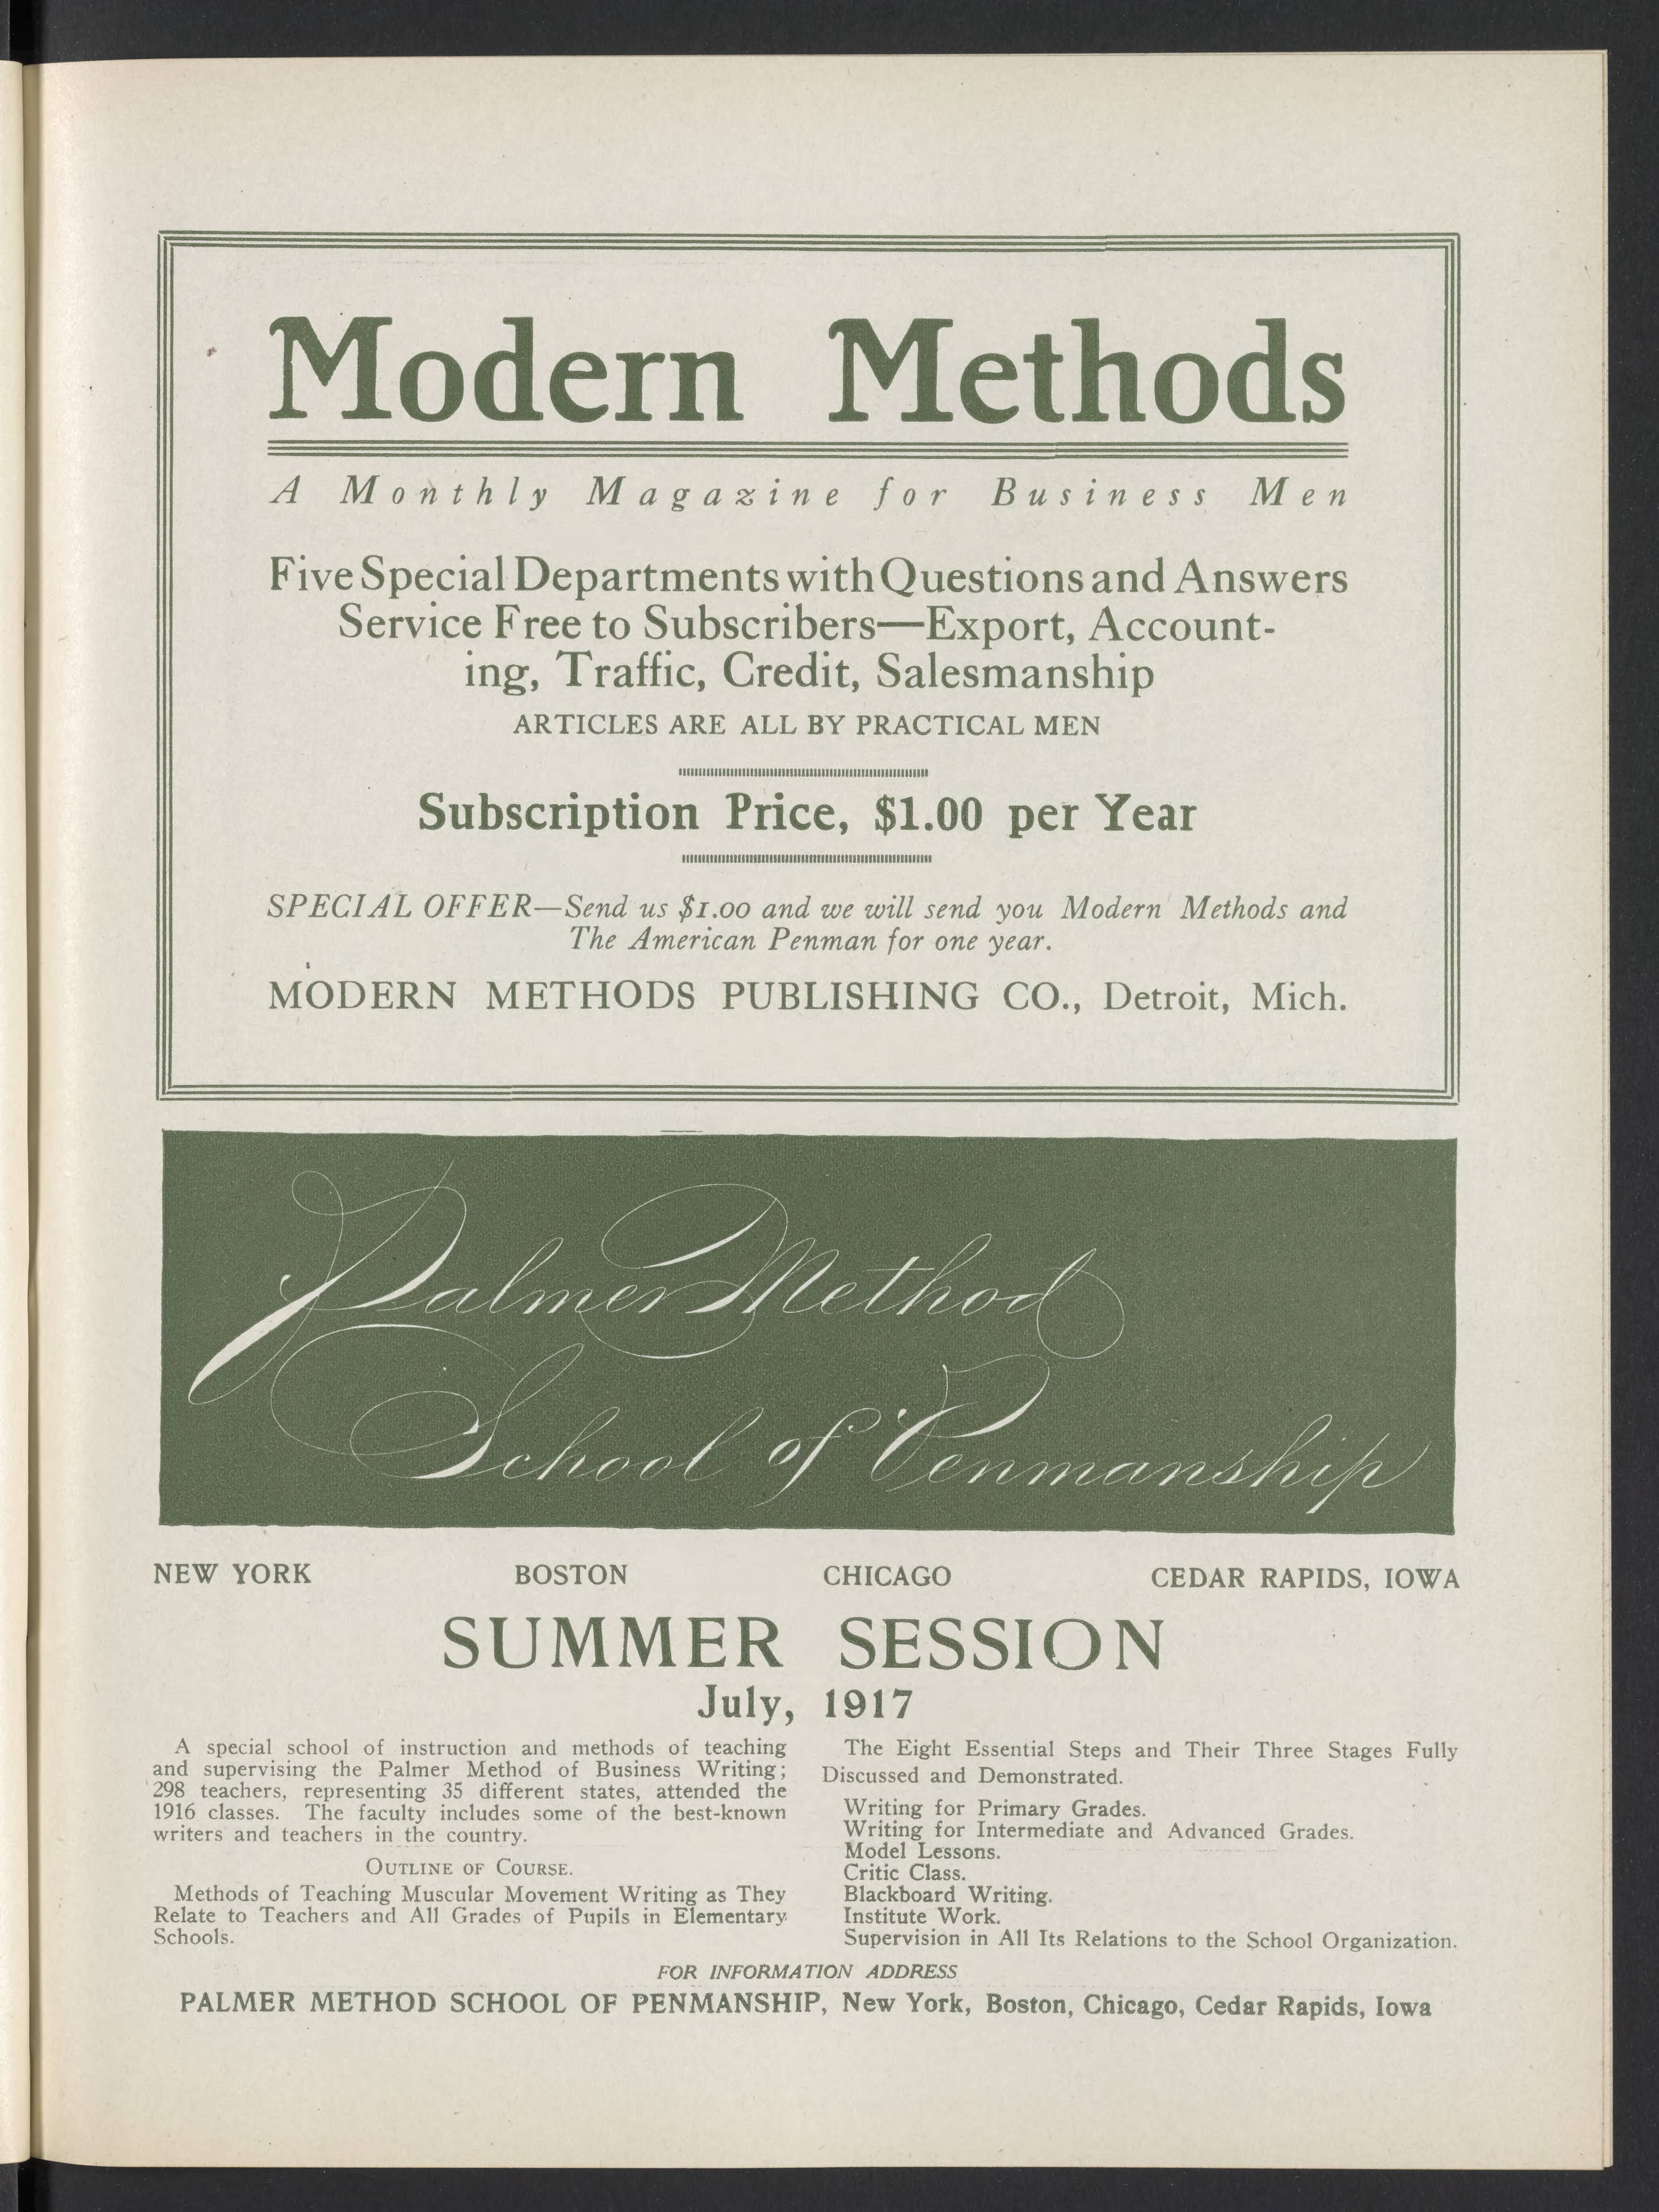 Modern Methods
A Monthly Magazine for Business Men
Five Special Departments with Questions and Answers
Service Free to Subscribers—Export, Account-
ing, Traffic, Credit, Salesmanship
ARTICLES ARE ALL BY PRACTICAL MEN
Subscription Price, $1.00 per Year
SPECIAL OFFER—Send us $1.00 and we will send you Modern Methods and
The American Penman for one year.
MODERN METHODS PUBLISHING CO., Detroit, Mich.
Palmer Method
School of Penmanship
NEW YORK BOSTON CHICAGO CEDAR RAPIDS, IOWA
SUMMER SESSION
July, 1917
A special school of instruction and methods of teaching
and supervising the Palmer Method of Business Writing;
298 teachers, representing 35 different states, attended the
1916 classes. The faculty includes some of the best-known
writers and teachers in the country.
OUTLINE OF COURSE.
Methods of Teaching Muscular Movement Writing as They
Relate to Teachers and All Grades of Pupils in Elementary
Schools.
The Eight Essential Steps and Their Three Stages Fully
Discussed and Demonstrated.
Writing for Primary Grades.
Writing for Intermediate and Advanced Grades.
Model Lessons.
Critic Class.
Blackboard Writing.
Institute Work.
Supervision in All Its Relations to the School Organization.
FOR INFORMATION ADDRESS
PALMER METHOD SCHOOL OF PENMANSHIP, New York, Boston, Chicago, Cedar Rapids, Iowa